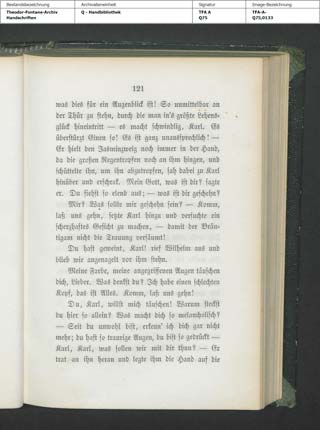 Bestandsbezeichnung Archivalieneinheit Signatur Image-Bezeichnung
Theodor-Fontane-Archiv Q - Handbibliothek TFA A TFA-A-
Handschriften Q75 Q75,0133
121
was dies für ein Augenblick ist! So unmittelbar an
der Thür zu stehn, durch die man in's größte Lebens-
glück hineintritt — es macht schwindlig, Karl. Es
überstürzt Einen so! Es ist ganz unaussprechlich! —
Er hielt den Jasminzweig noch immer in der Hand,
da die großen Regentropfen noch an ihm hingen, und
schüttelte ihn, um ihn abzutropfen, sah dabei zu Karl
hinüber und erschrak. Mein Gott, was ist dir? sagte
er. Du siehst so elend aus; — was ist dir geschehn?
Mir? Was sollte mir geschehn sein? — Komm,
laß uns gehn, setzte Karl hinzu und versuchte ein
scherzhaftes Gesicht zu machen, — damit der Bräu-
tigam nicht die Trauung versäumt!
Du hast geweint, Karl! rief Wilhelm aus und
blieb wie angenagelt vor ihm stehn.
Meine Farbe, meine angegriffenen Augen täuschen
dich, Lieber. Was denkst du? Ich habe einen schlechten
Kopf, das ist Alles. Komm, laß uns gehn!
Du, Karl, willst mich täuschen! Warum steckst
du hier so allein? Was macht dich so melancholisch?
— Seit du unwohl bist, erkenn' ich dich gar nicht
mehr; du hast so traurige Augen, du bist so gedrückt —
Karl, Karl, was sollen wir mit dir thun? — Er
trat an ihn heran und legte ihm die Hand auf die